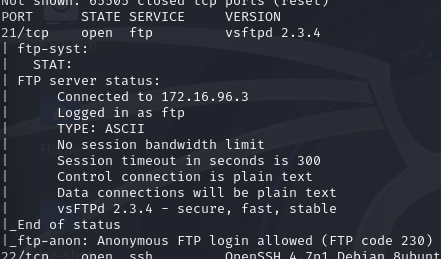 Not shown: 65505 closed tcp ports (reset)
PORT STATE SERVICE VERSION
21/tcp open ftp vsftpd 2.3.4
| ftp-syst:
|   STAT:
| FTP server status:
|      Connected to 172.16.96.3
|      Logged in as ftp
|      TYPE: ASCII
|      No session bandwidth limit
|      Session timeout in seconds is 300
|      Control connection is plain text
|      Data connections will be plain text
|      vsFTPd 2.3.4 - secure, fast, stable
|_End of status
|_ftp-anon: Anonymous FTP login allowed (FTP code 230)
22/tcp open ssh OpenSSH 4.7p1 Debian 8ubunt